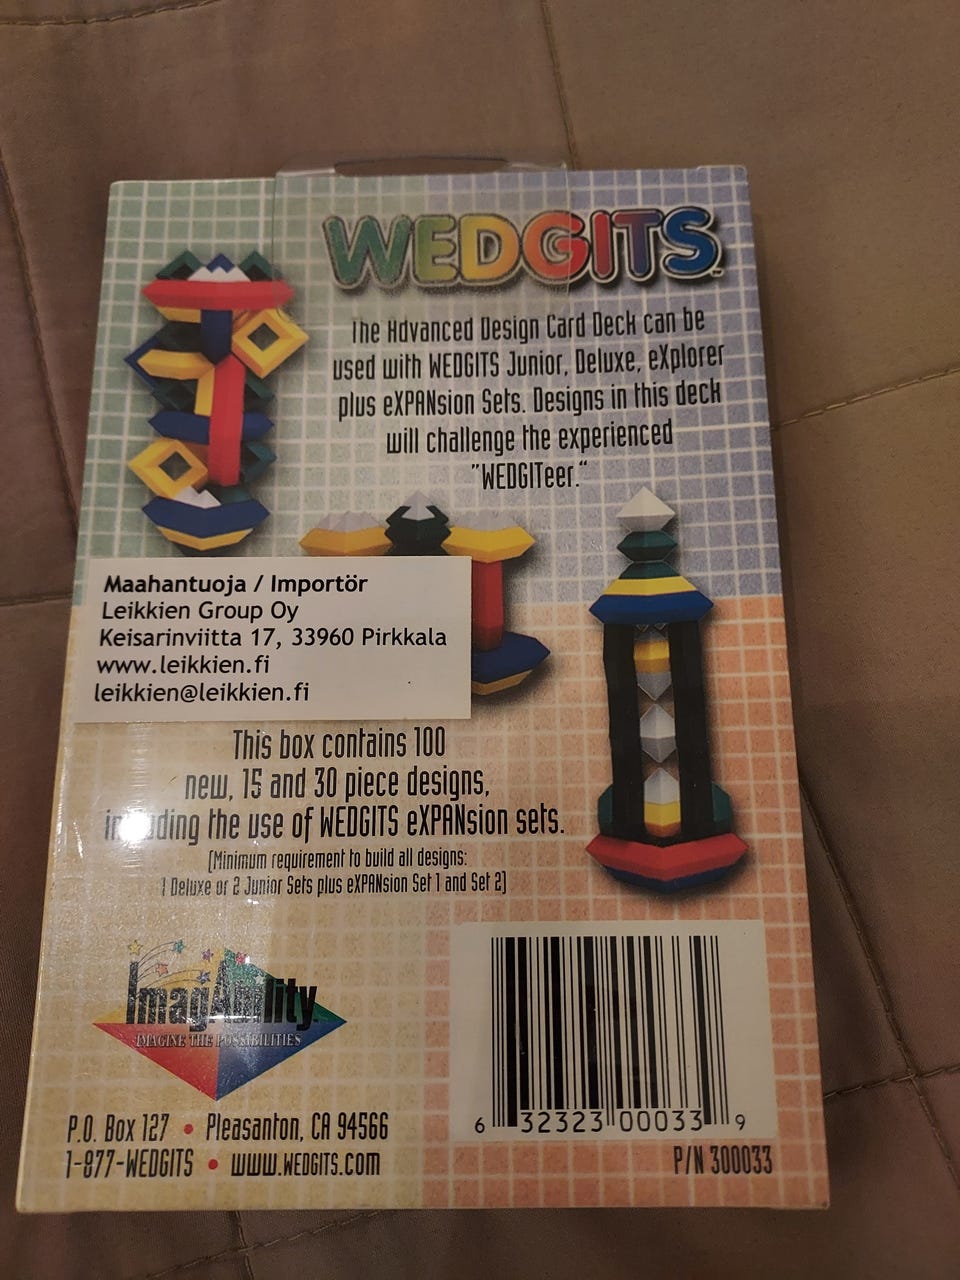 WEDGITS™
The Advanced Design Card Deck can be
used with WEDGITS Junior, Deluxe, eXplorer
plus eXPANsion Sets. Designs in this deck
will challenge the experienced
"WEDGITeer."
Maahantuoja / Importör
Leikkien Group Oy
Keisarinviitta 17, 33960 Pirkkala
www.leikkien.fi
leikkien@leikkien.fi
This box contains 100
new, 15 and 30 piece designs,
including the use of WEDGITS eXPANsion sets.
(Minimum requirement to build all designs:
1 Deluxe or 2 Junior Sets plus eXPANsion Set 1 and Set 2)
ImagAbility
IMAGINE THE POSSIBILITIES
P.O. Box 127 • Pleasanton, CA 94566
1-877-WEDGITS • www.WEDGITS.com
6 32323 00033 9
P/N 300033